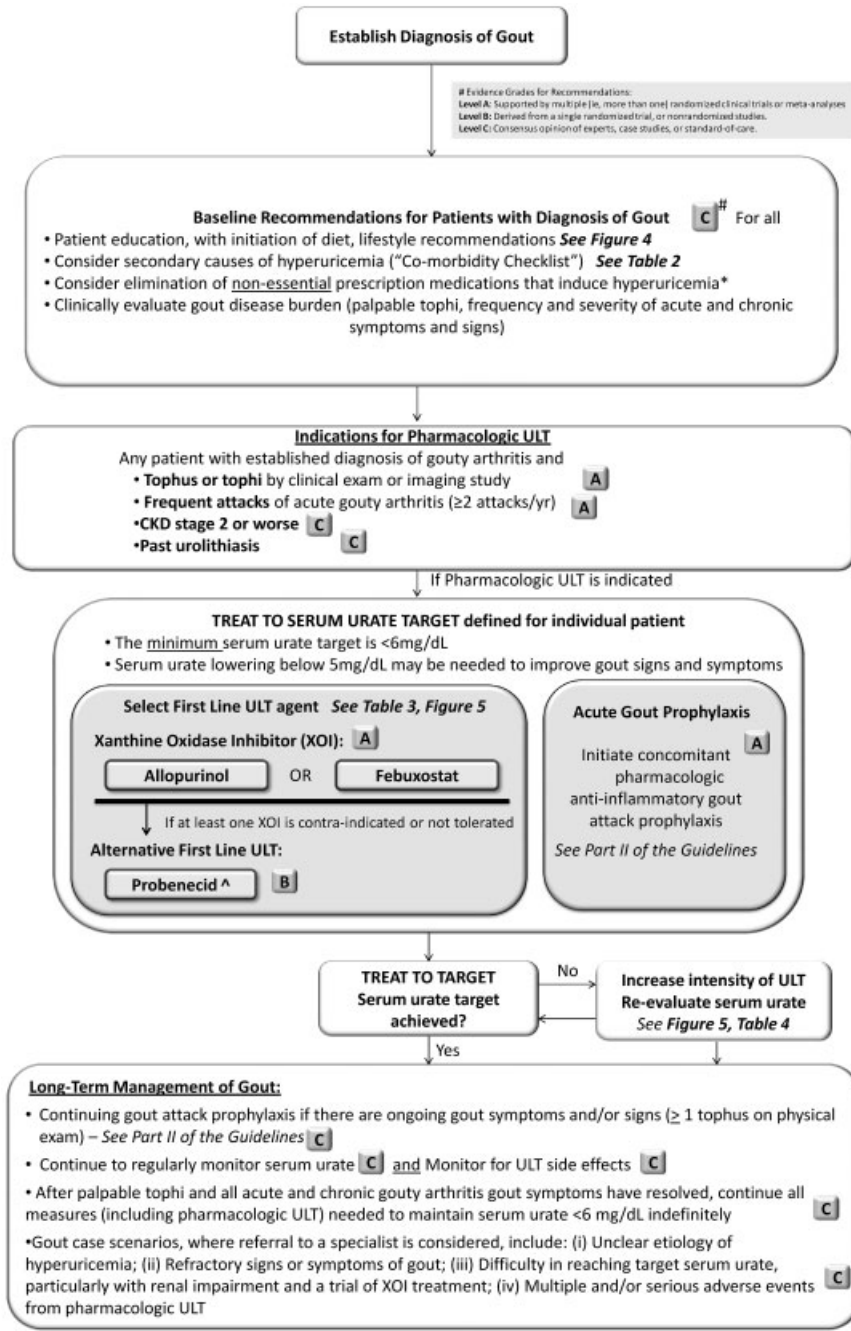 Establish Diagnosis of Gout
# Evidence Grades for Recommendations:
Level A: Supported by multiple (ie, more than one) randomized clinical trials or meta-analyses
Level B: Derived from a single randomized trial, or nonrandomized studies.
Level C: Consensus opinion of experts, case studies, or standard-of-care.
Baseline Recommendations for Patients with Diagnosis of Gout C# For all
• Patient education, with initiation of diet, lifestyle recommendations See Figure 4
• Consider secondary causes of hyperuricemia (“Co-morbidity Checklist”) See Table 2
• Consider elimination of non-essential prescription medications that induce hyperuricemia*
• Clinically evaluate gout disease burden (palpable tophi, frequency and severity of acute and chronic
symptoms and signs)
Indications for Pharmacologic ULT
Any patient with established diagnosis of gouty arthritis and
• Tophus or tophi by clinical exam or imaging study A
• Frequent attacks of acute gouty arthritis (≥2 attacks/yr) A
•CKD stage 2 or worse C
•Past urolithiasis C
If Pharmacologic ULT is indicated
TREAT TO SERUM URATE TARGET defined for individual patient
• The minimum serum urate target is <6mg/dL
• Serum urate lowering below 5mg/dL may be needed to improve gout signs and symptoms
Select First Line ULT agent See Table 3, Figure 5
Xanthine Oxidase Inhibitor (XOI): A
Allopurinol OR Febuxostat
If at least one XOI is contra-indicated or not tolerated
Alternative First Line ULT:
Probenecid ^ B
Acute Gout Prophylaxis
A
Initiate concomitant
pharmacologic
anti-inflammatory gout
attack prophylaxis
See Part II of the Guidelines
TREAT TO TARGET
Serum urate target
achieved?
No
Increase intensity of ULT
Re-evaluate serum urate
See Figure 5, Table 4
Yes
Long-Term Management of Gout:
• Continuing gout attack prophylaxis if there are ongoing gout symptoms and/or signs (≥ 1 tophus on physical
exam) – See Part II of the Guidelines C
• Continue to regularly monitor serum urate C and Monitor for ULT side effects C
• After palpable tophi and all acute and chronic gouty arthritis gout symptoms have resolved, continue all
measures (including pharmacologic ULT) needed to maintain serum urate <6 mg/dL indefinitely C
•Gout case scenarios, where referral to a specialist is considered, include: (i) Unclear etiology of
hyperuricemia; (ii) Refractory signs or symptoms of gout; (iii) Difficulty in reaching target serum urate,
particularly with renal impairment and a trial of XOI treatment; (iv) Multiple and/or serious adverse events C
from pharmacologic ULT